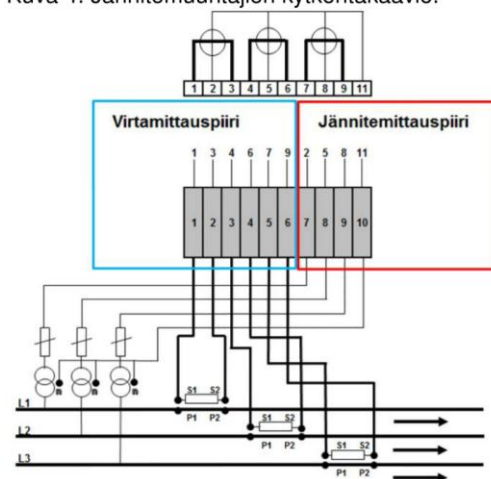 Kuva 4. Jännitemuuntajien kytkentäkaavio.
1 2 3 4 5 6 7 8 9 11
Virtamittauspiiri Jännitemittauspiiri
1 3 4 6 7 9 2 5 8 11
1 2 3 4 5 6 7 8 9 10
n n n
S1 S2
L1
P1 P2
S1 S2
L2
P1 P2
S1 S2
L3
P1 P2